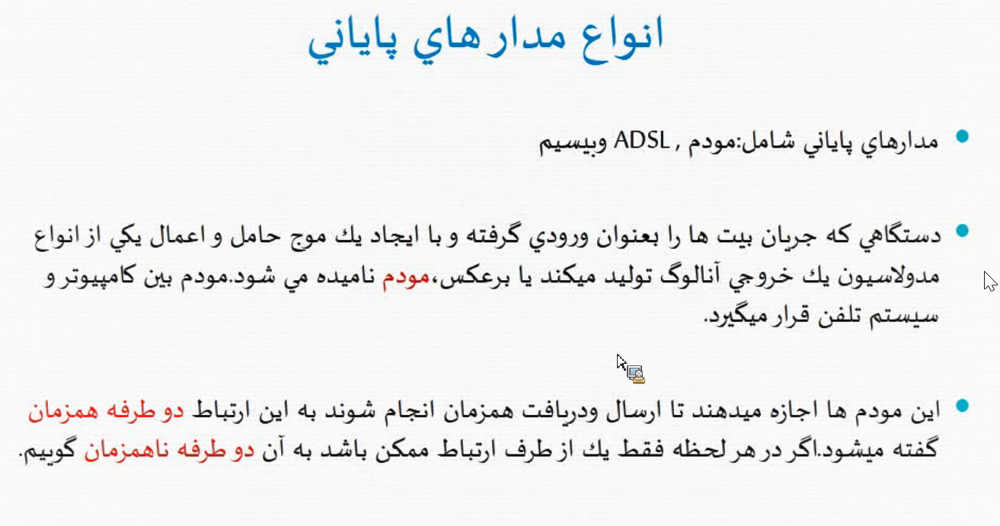 انواع مدار هاي پاياني
مدارهاي پاياني شامل:مودم , ADSL وبيسيم
دستگاهي كه جريان بيت ها را بعنوان ورودي گرفته و با ايجاد يك موج حامل و اعمال يكي از انواع
مدولاسيون يك خروجي آنالوگ توليد ميكند يا برعكس،مودم ناميده مي شود.مودم بين كامپيوتر و
سيستم تلفن قرار ميگيرد.
اين مودم ها اجازه ميدهند تا ارسال ودريافت همزمان انجام شوند به اين ارتباط دو طرفه همزمان
گفته ميشود.اگر در هر لحظه فقط يك از طرف ارتباط ممكن باشد به آن دو طرفه ناهمزمان گوييم.